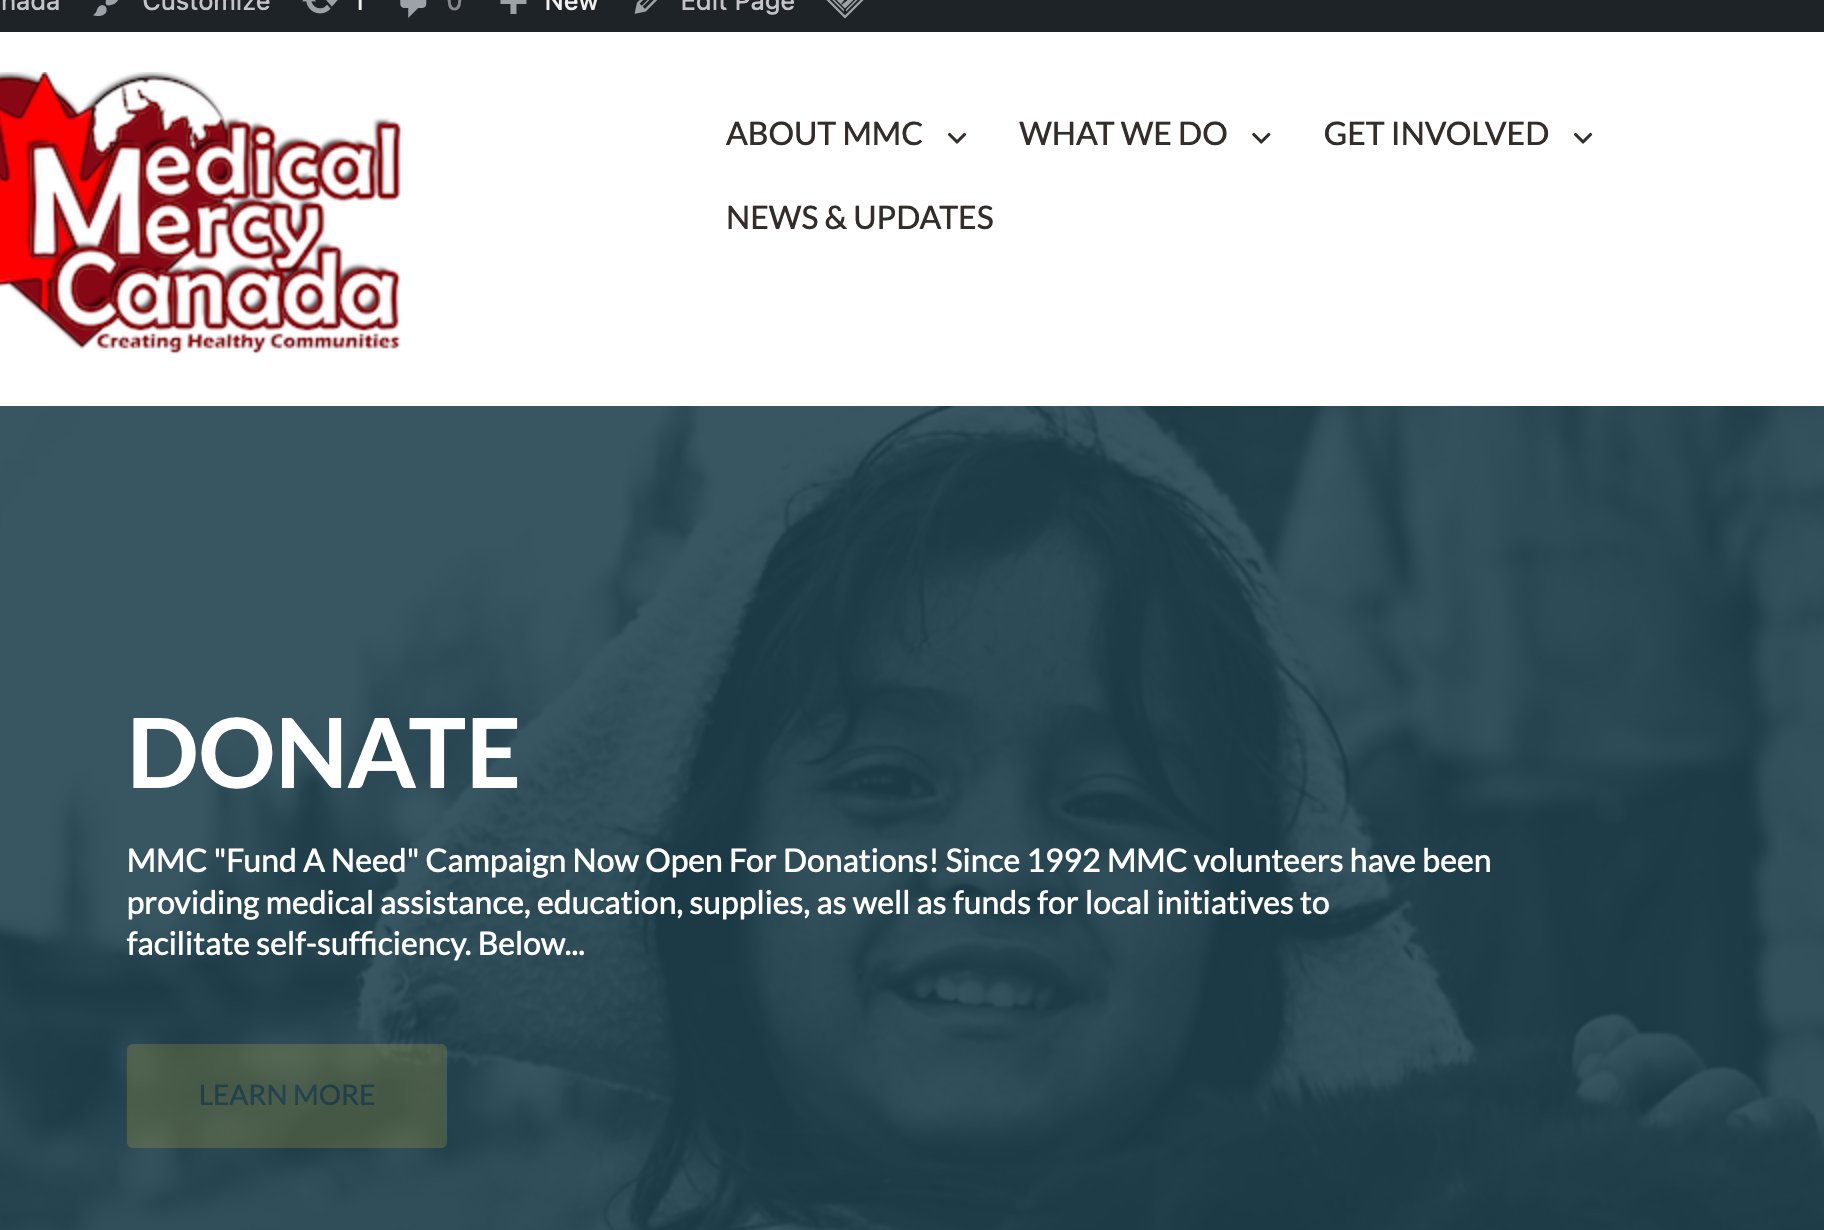 Customize 1 0 New Edit Page
Medical
Mercy
Canada
Creating Healthy Communities
ABOUT MMC WHAT WE DO GET INVOLVED
NEWS & UPDATES
DONATE
MMC "Fund A Need" Campaign Now Open For Donations! Since 1992 MMC volunteers have been
providing medical assistance, education, supplies, as well as funds for local initiatives to
facilitate self-sufficiency. Below...
LEARN MORE